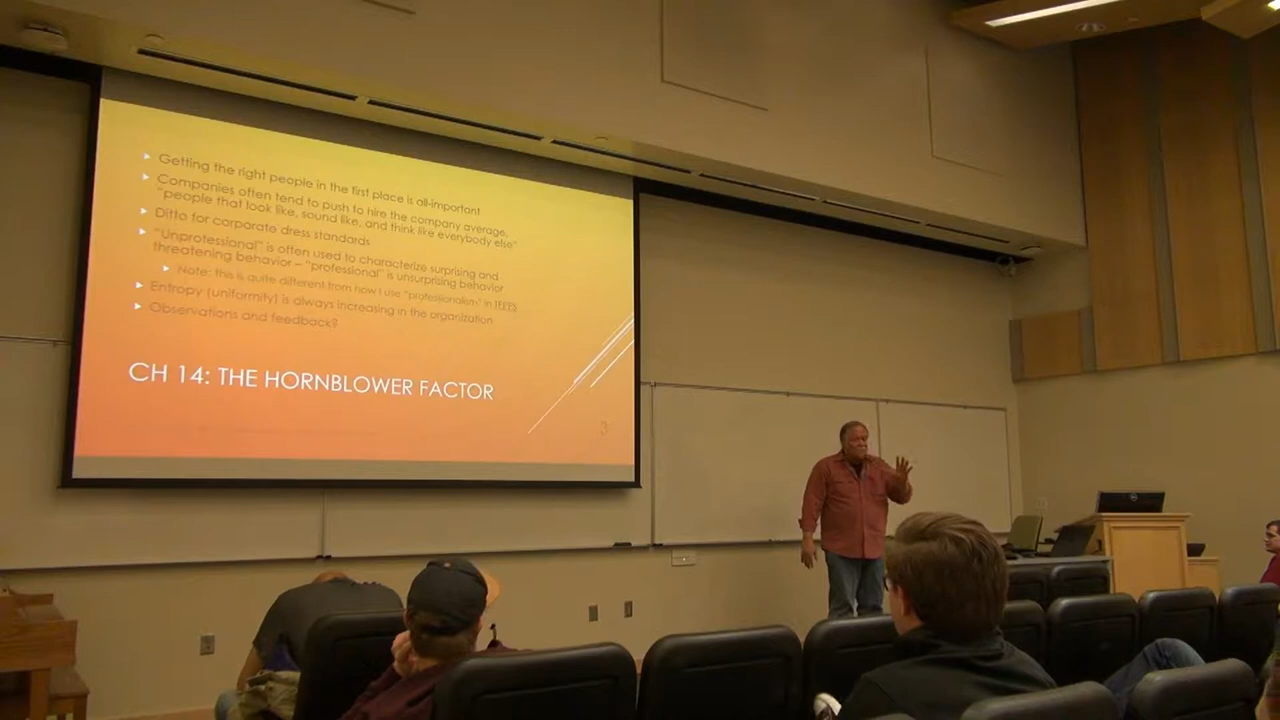 Getting the right people in the first place is all-important
Companies often tend to push to hire the company average,
"people that look like, sound like, and think like everybody else"
Ditto for corporate dress standards
"Unprofessional" is often used to characterize surprising and
threatening behavior – "professional" is unsurprising behavior
Note: this is quite different from how I use "professionalism" in IEPPS
Entropy (uniformity) is always increasing in the organization
Observations and feedback?
CH 14: THE HORNBLOWER FACTOR
3